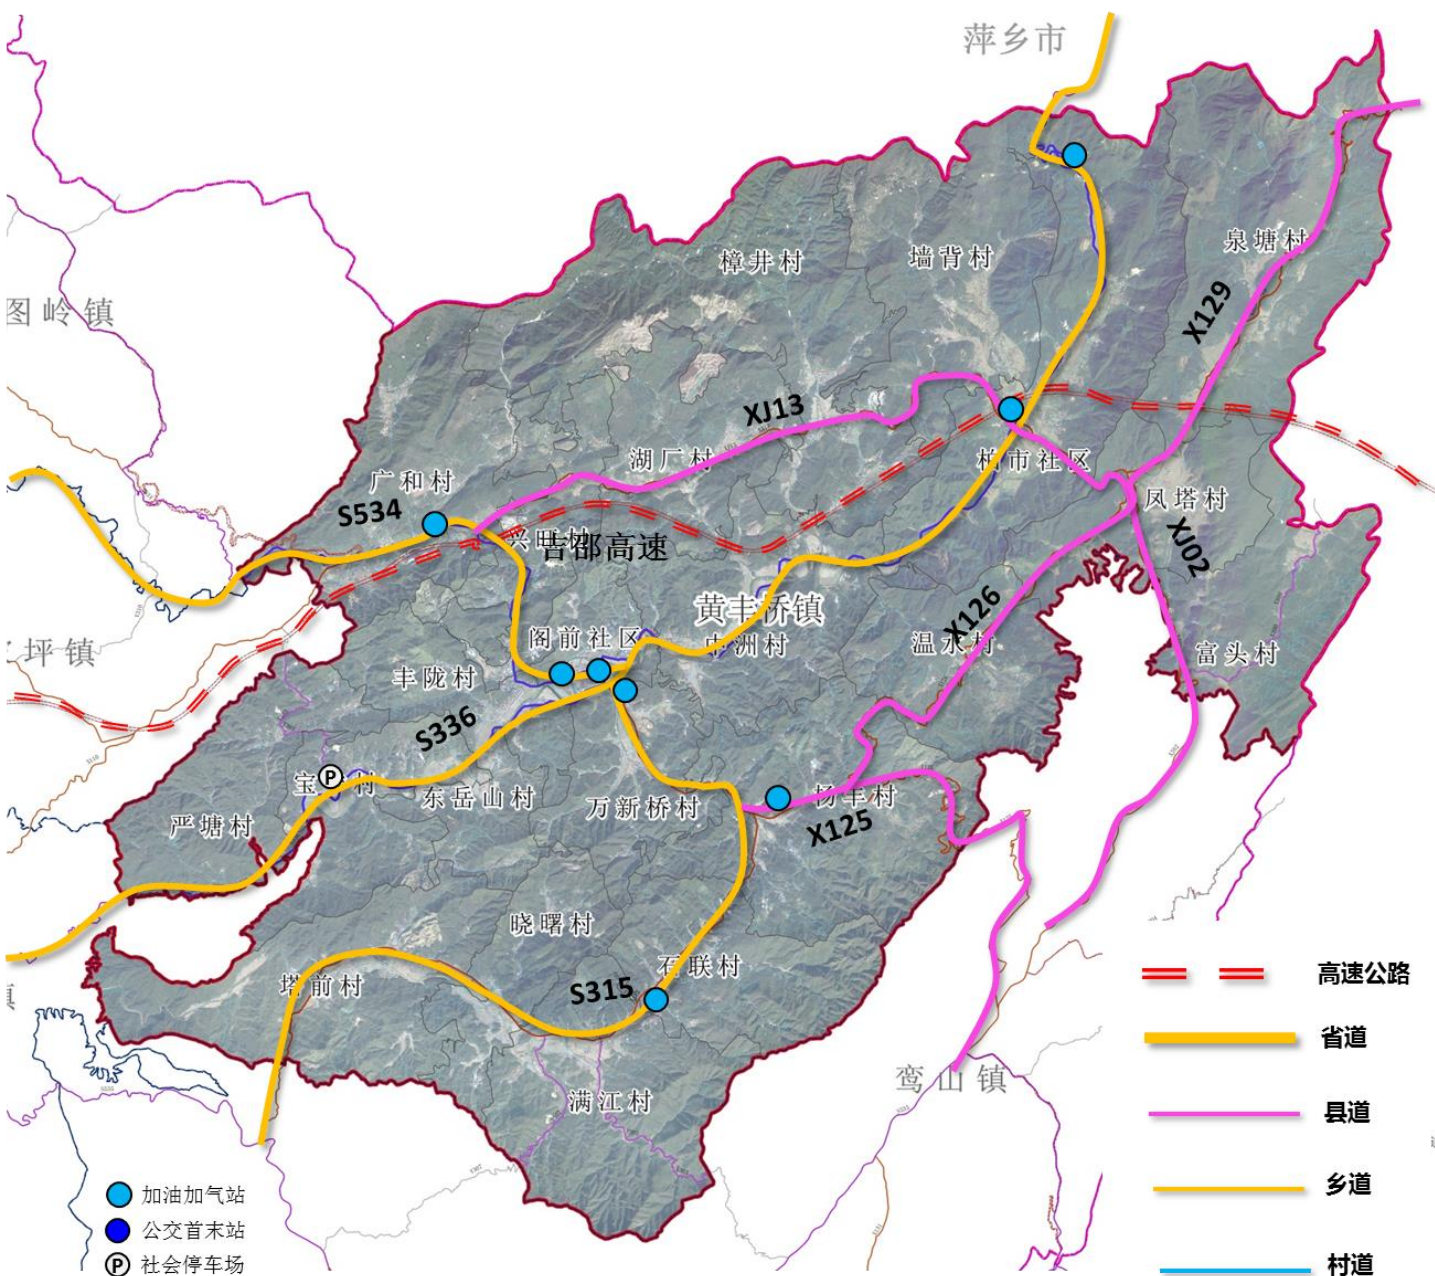 萍乡市
泉塘村
樟井村
墙背村
X129
图岭镇
XJ13
湖厂村
柏市社区
广和村
凤塔村
S534
吉邵高速
XJ02
黄丰桥镇
X126
阁前社区
中洲村
温水村
富头村
坪镇
丰陇村
S336
P
东岳山村
万新桥村
杨丰村
严塘村
X125
晓曙村
石联村
塔前村
S315
高速公路
省道
鸾山镇
满江村
县道
乡道
加油加气站
公交首末站
P 社会停车场
村道